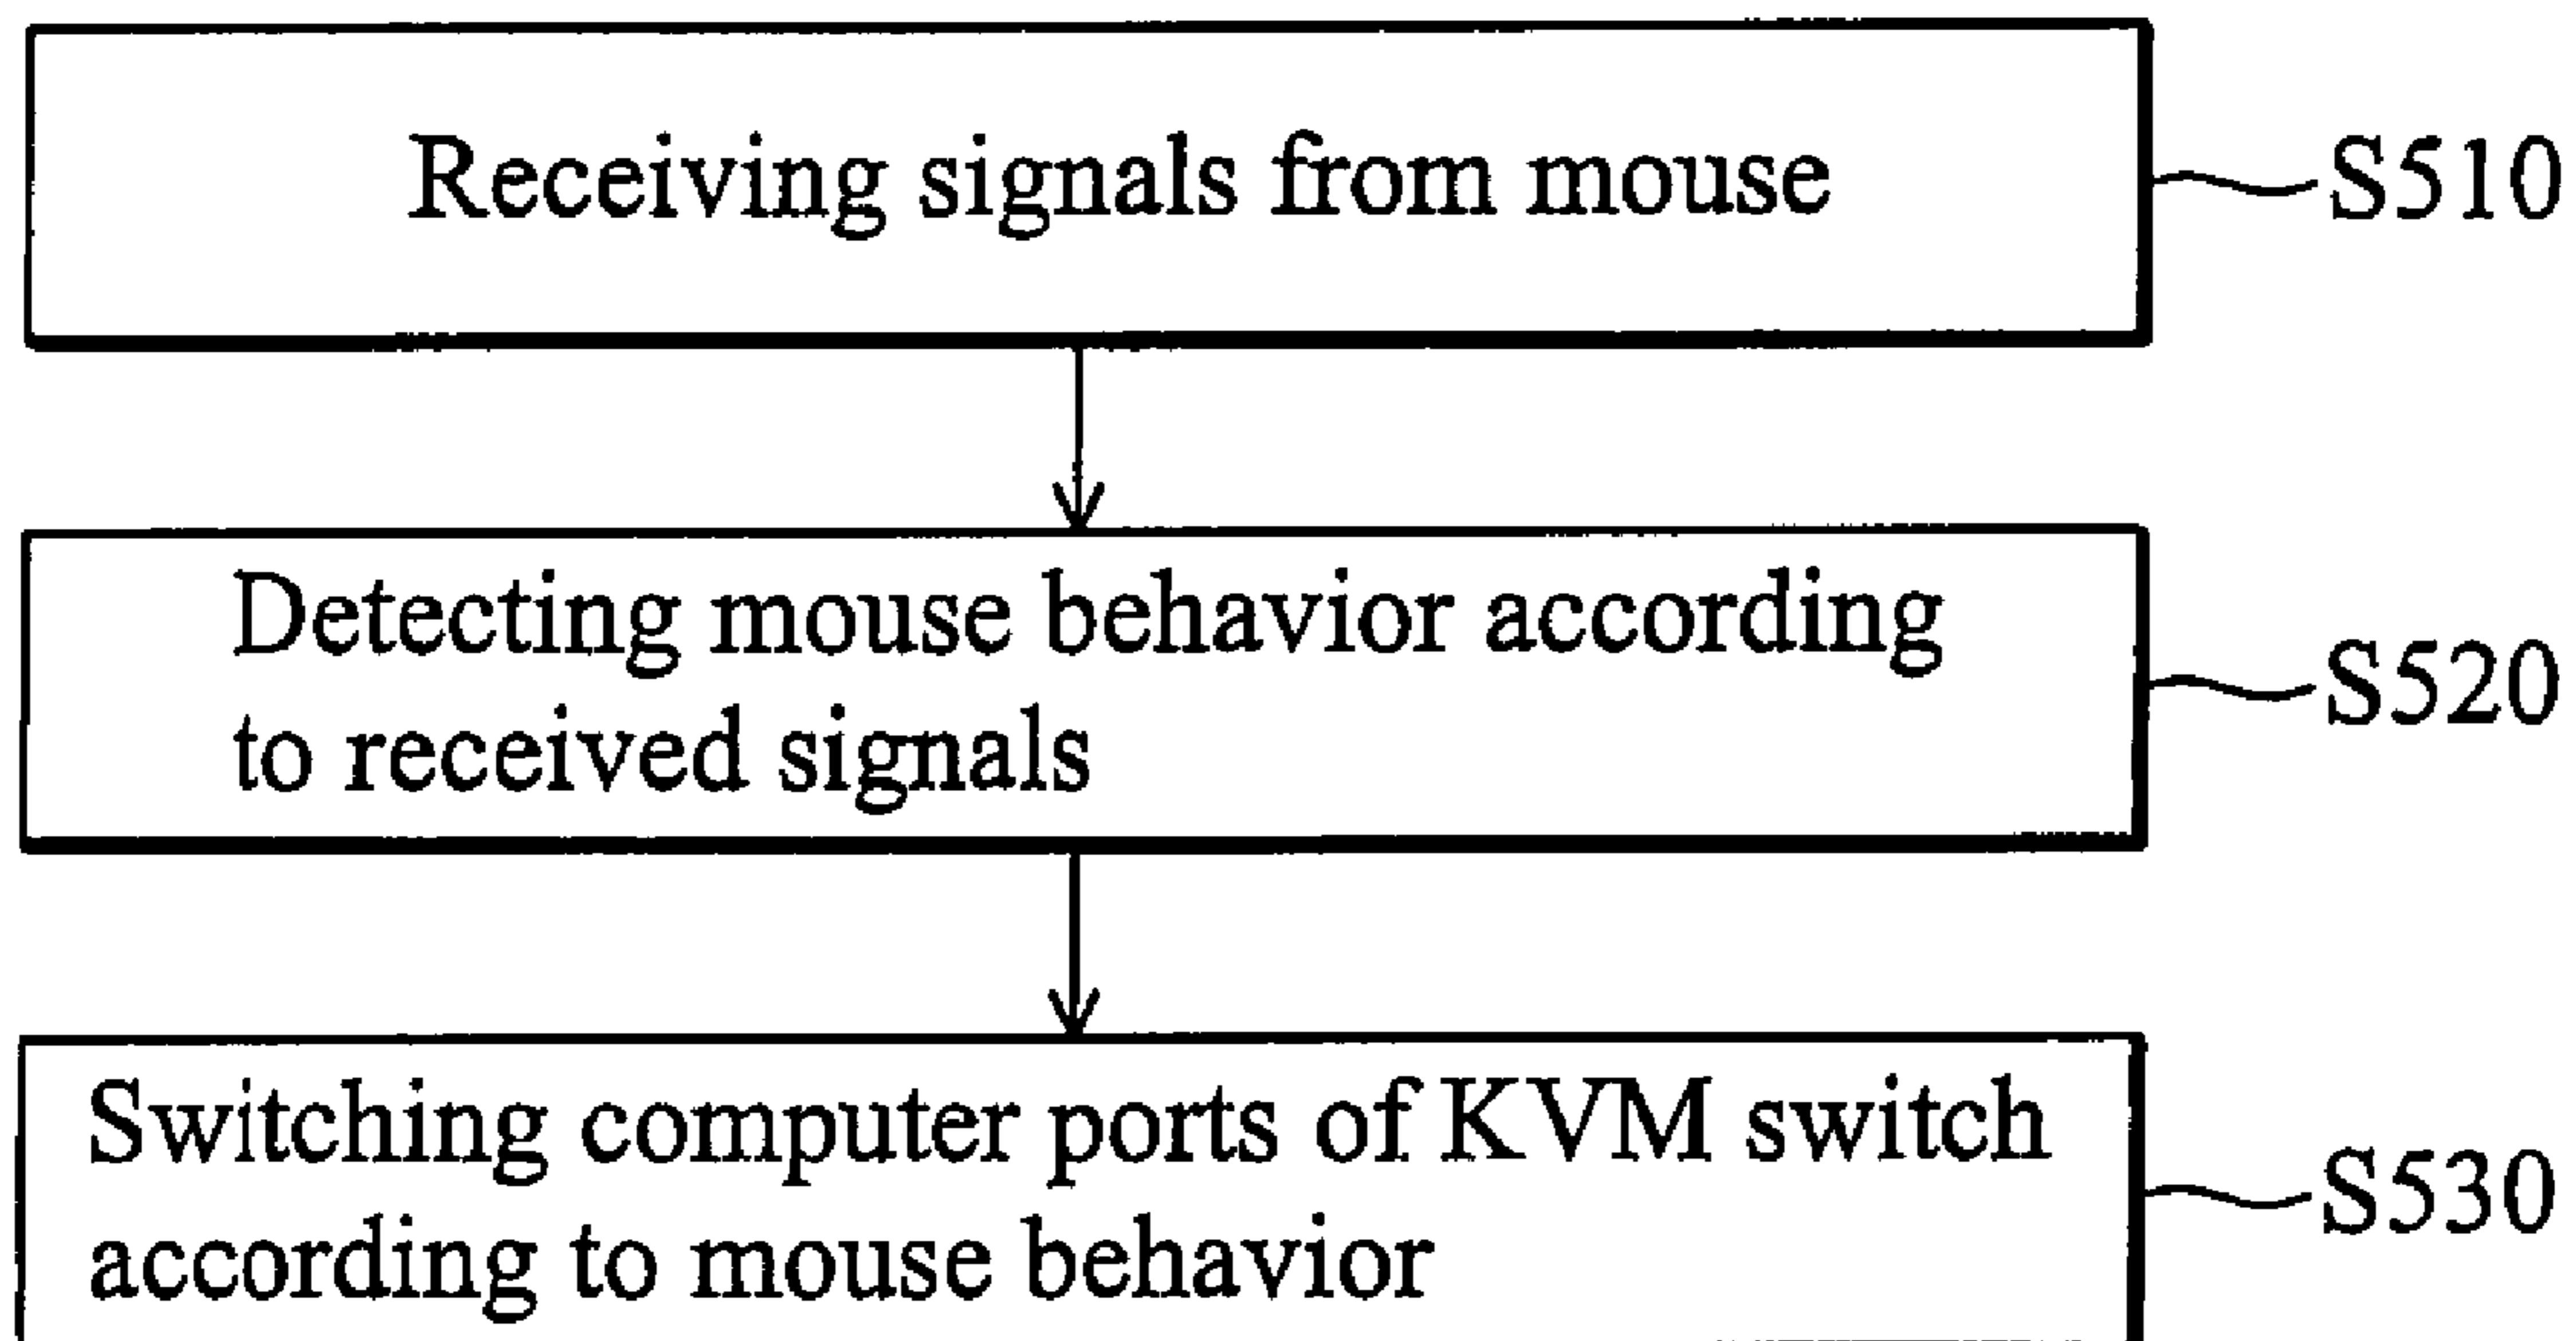 Receiving signals from mouse
S510
Detecting mouse behavior according
to received signals
S520
Switching computer ports of KVM switch
according to mouse behavior
S530